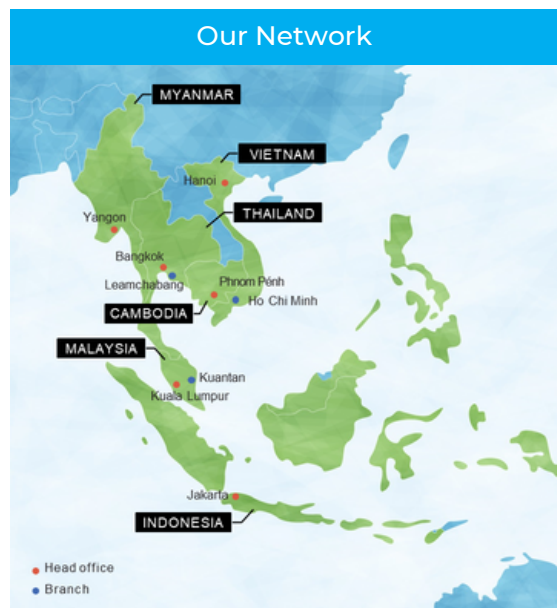 Our Network
MYANMAR
VIETNAM
Hanoi
THAILAND
Yangon
Bangkok
Leamchabang
Phnom Pénh
Ho Chi Minh
CAMBODIA
MALAYSIA
Kuantan
Kuala Lumpur
Jakarta
INDONESIA
Head office
Branch